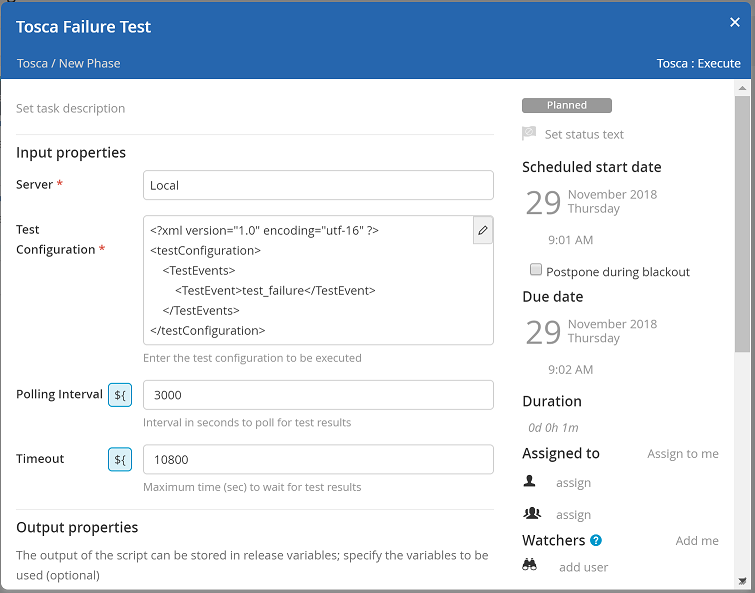 Tosca Failure Test
Tosca / New Phase
Tosca : Execute
Set task description
Input properties
Server *
Local
Test
Configuration *
<?xml version="1.0" encoding="utf-16" ?>
<testConfiguration>
<TestEvents>
<TestEvent>test_failure</TestEvent>
</TestEvents>
</testConfiguration>
Enter the test configuration to be executed
Polling Interval ${
3000
Interval in seconds to poll for test results
Timeout ${
10800
Maximum time (sec) to wait for test results
Output properties
The output of the script can be stored in release variables; specify the variables to be
used (optional)
Planned
Set status text
Scheduled start date
29 November 2018
Thursday
9:01 AM
Postpone during blackout
Due date
29 November 2018
Thursday
9:02 AM
Duration
0d 0h 1m
Assigned to
Assign to me
assign
assign
Watchers ?
Add me
add user